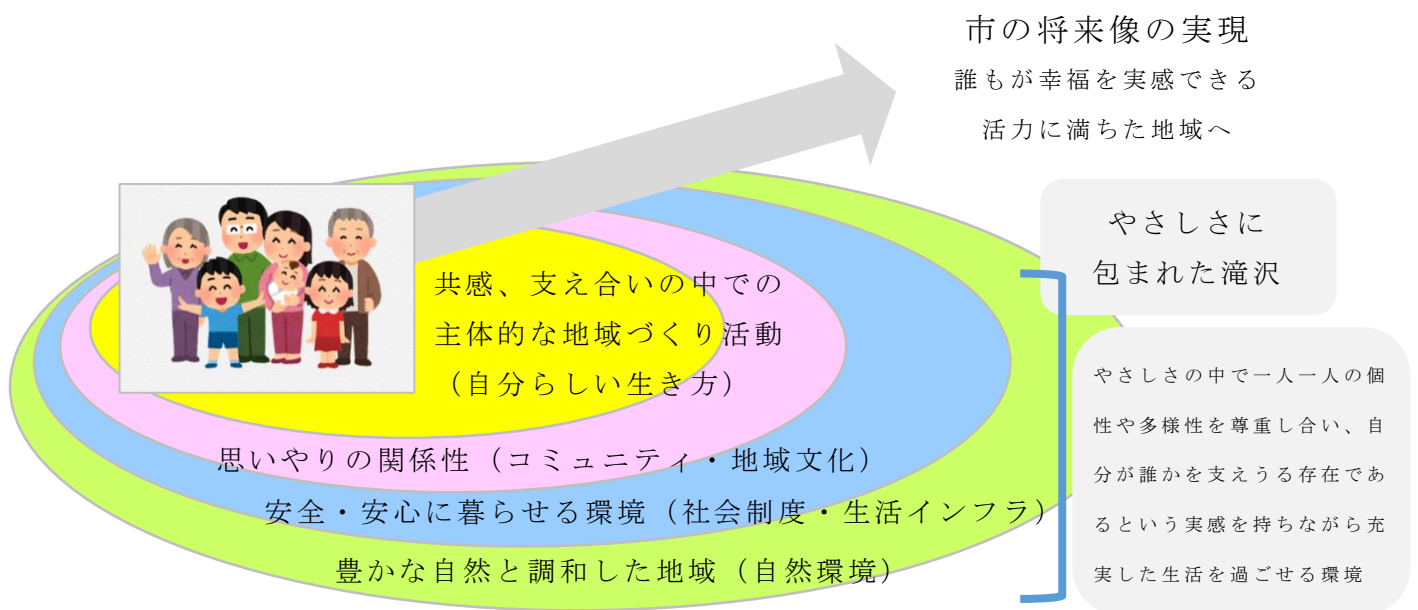 市の将来像の実現
誰もが幸福を実感できる
活力に満ちた地域へ
やさしさに
包まれた滝沢
共感、支え合いの中での
主体的な地域づくり活動
（自分らしい生き方）
思いやりの関係性（コミュニティ・地域文化）
安全・安心に暮らせる環境（社会制度・生活インフラ）
豊かな自然と調和した地域（自然環境）
やさしさの中で一人一人の個
性や多様性を尊重し合い、自
分が誰かを支えうる存在であ
るという実感を持ちながら充
実した生活を過ごせる環境